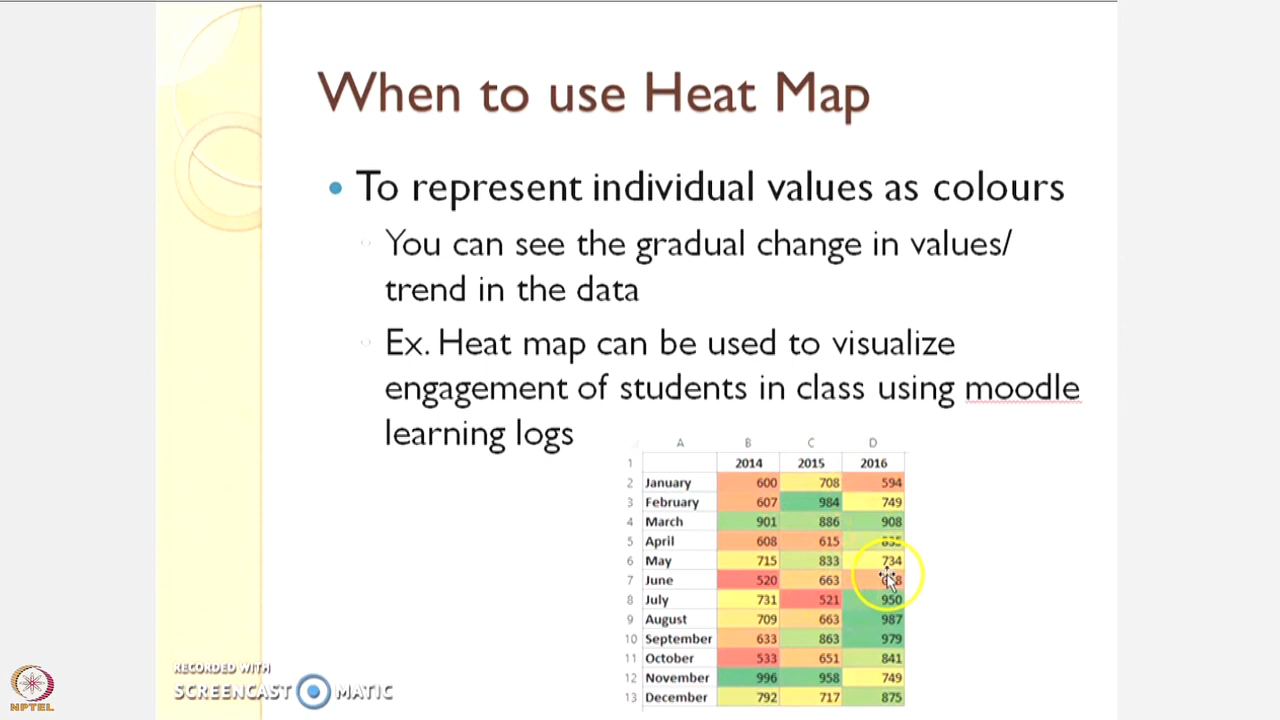 When to use Heat Map
To represent individual values as colours
You can see the gradual change in values/
trend in the data
Ex. Heat map can be used to visualize
engagement of students in class using moodle
learning logs
A B C D
1 2014 2015 2016
2 January 600 708 594
3 February 607 984 749
4 March 901 886 908
5 April 608 615
6 May 715 833 734
7 June 520 663
8 July 731 521 950
9 August 709 663 987
10 September 633 863 979
11 October 533 651 841
12 November 996 958 749
13 December 792 717 875
RECORDED WITH
SCREENCAST MATIC
NPTEL